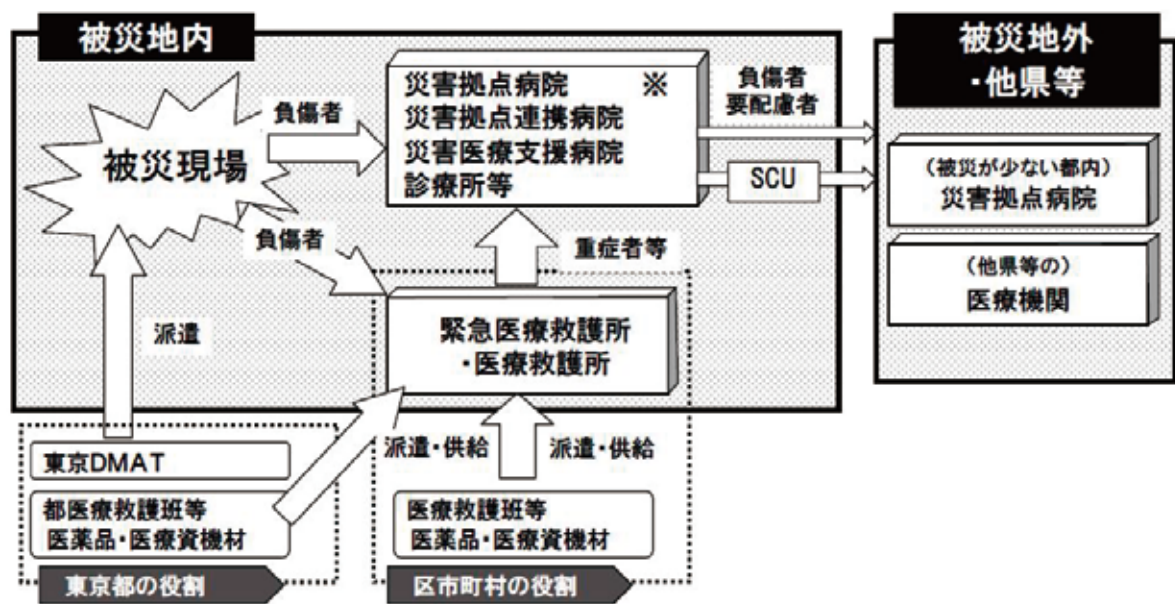 被災地内
被災現場
負傷者
災害拠点病院 ※
災害拠点連携病院
災害医療支援病院
診療所等
負傷者
要配慮者
SCU
被災地外
・他県等
(被災が少ない都内)
災害拠点病院
(他県等の)
医療機関
負傷者
重症者等
緊急医療救護所
・医療救護所
派遣
派遣・供給
派遣・供給
東京DMAT
都医療救護班等
医薬品・医療資機材
東京都の役割
医療救護班等
医薬品・医療資機材
区市町村の役割